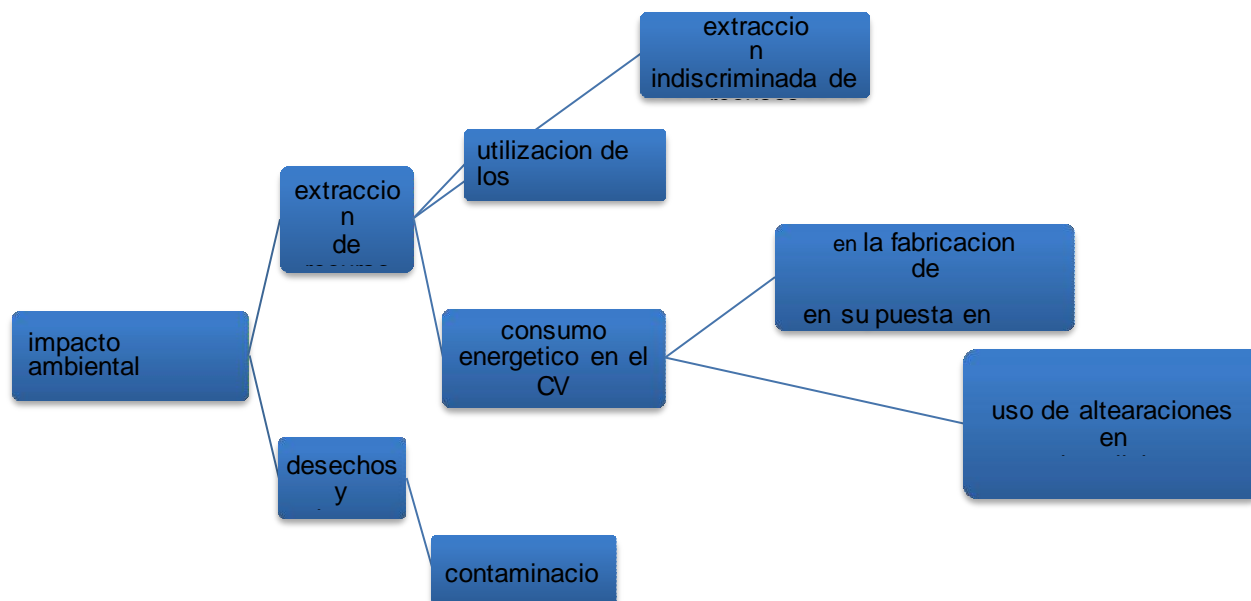 extraccio
n
indiscriminada de
utilizacion de
los
extraccio
n
de
en la fabricacion
de
en su puesta en
consumo
energetico en el
CV
impacto
ambiental
uso de altearaciones
en
desechos
y
contaminacio